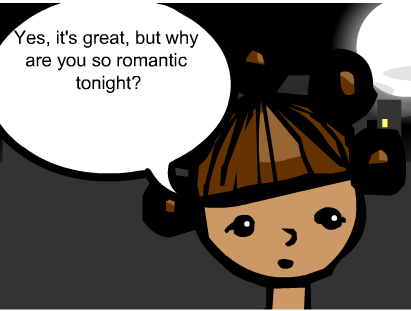 Yes, it's great, but why
are you so romantic
tonight?